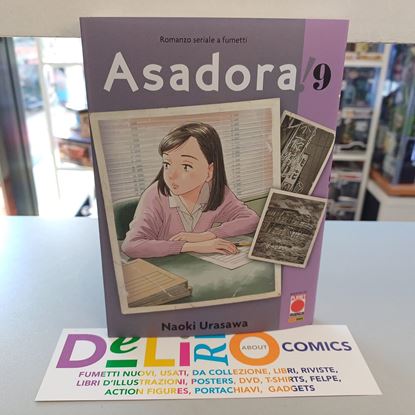 Romanzo seriale a fumetti
Asadora! 9
Naoki Urasawa
DeLiRIO ABOUT COMICS
FUMETTI NUOVI, USATI, DA COLLEZIONE, LIBRI, RIVISTE,
LIBRI D'ILLUSTRAZIONI, POSTERS, DVD, T-SHIRTS, FELPE,
ACTION FIGURES, PORTACHIAVI, GADGETS